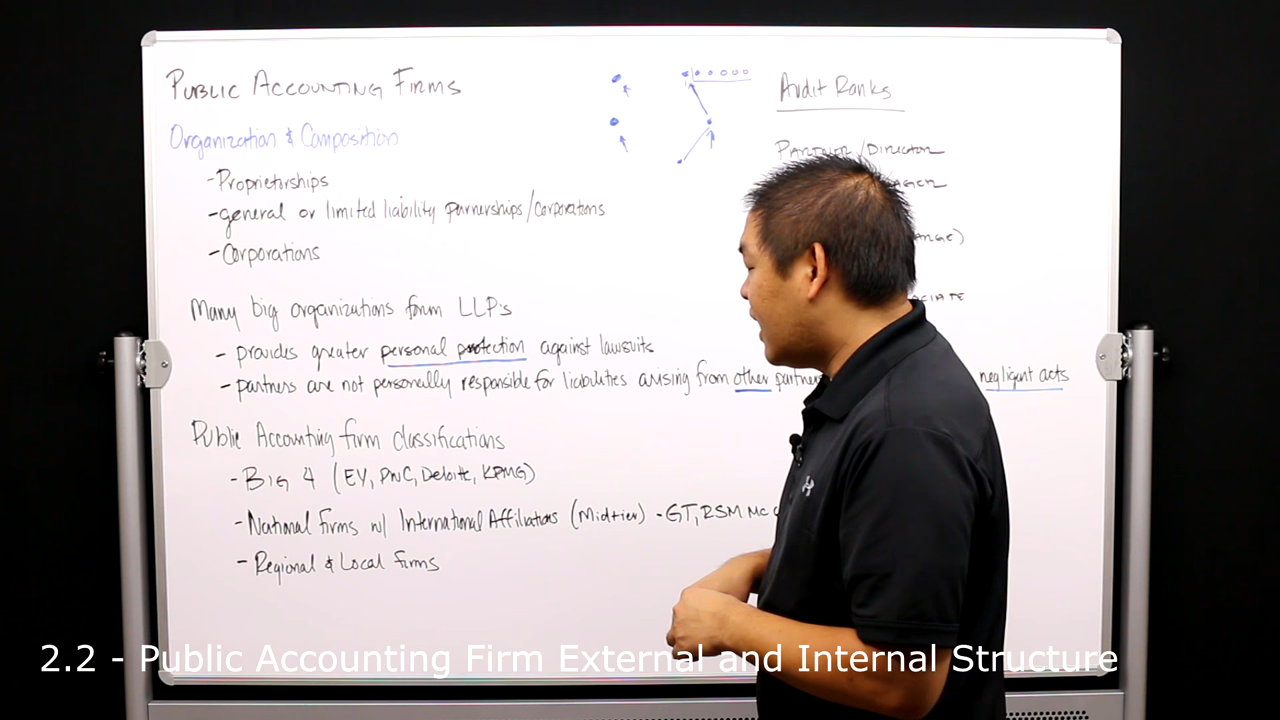 Public Accounting Firms
Organization & Composition
- Proprietorships
- general or limited liability parnerships/corporations
- Corporations
Many big organizations form LLP's
- provides greater personal protection against lawsuits
- partners are not personally responsible for liabilities arising from other partners negligent acts
Public Accounting firm classifications
- Big 4 (EY, PWC, Deloitte, KPMG)
- National Firms w/ International Affiliations (Midtier) - GT, RSM Mc
- Regional & Local firms
Audit Ranks
Partner/Director
2.2 - Public Accounting Firm External and Internal Structure